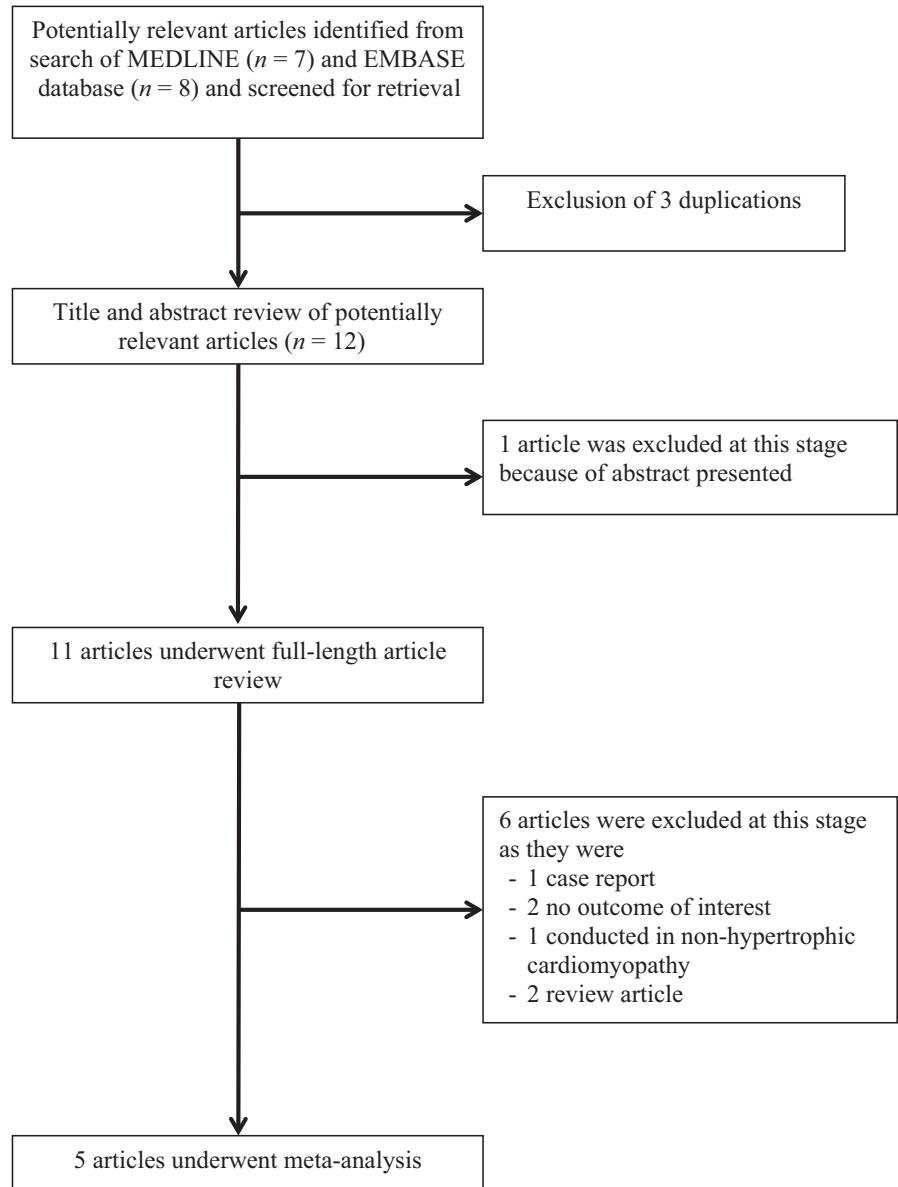 Potentially relevant articles identified from
search of MEDLINE (n = 7) and EMBASE
database (n = 8) and screened for retrieval
Exclusion of 3 duplications
Title and abstract review of potentially
relevant articles (n = 12)
1 article was excluded at this stage
because of abstract presented
11 articles underwent full-length article
review
6 articles were excluded at this stage
as they were
- 1 case report
- 2 no outcome of interest
- 1 conducted in non-hypertrophic
cardiomyopathy
- 2 review article
5 articles underwent meta-analysis